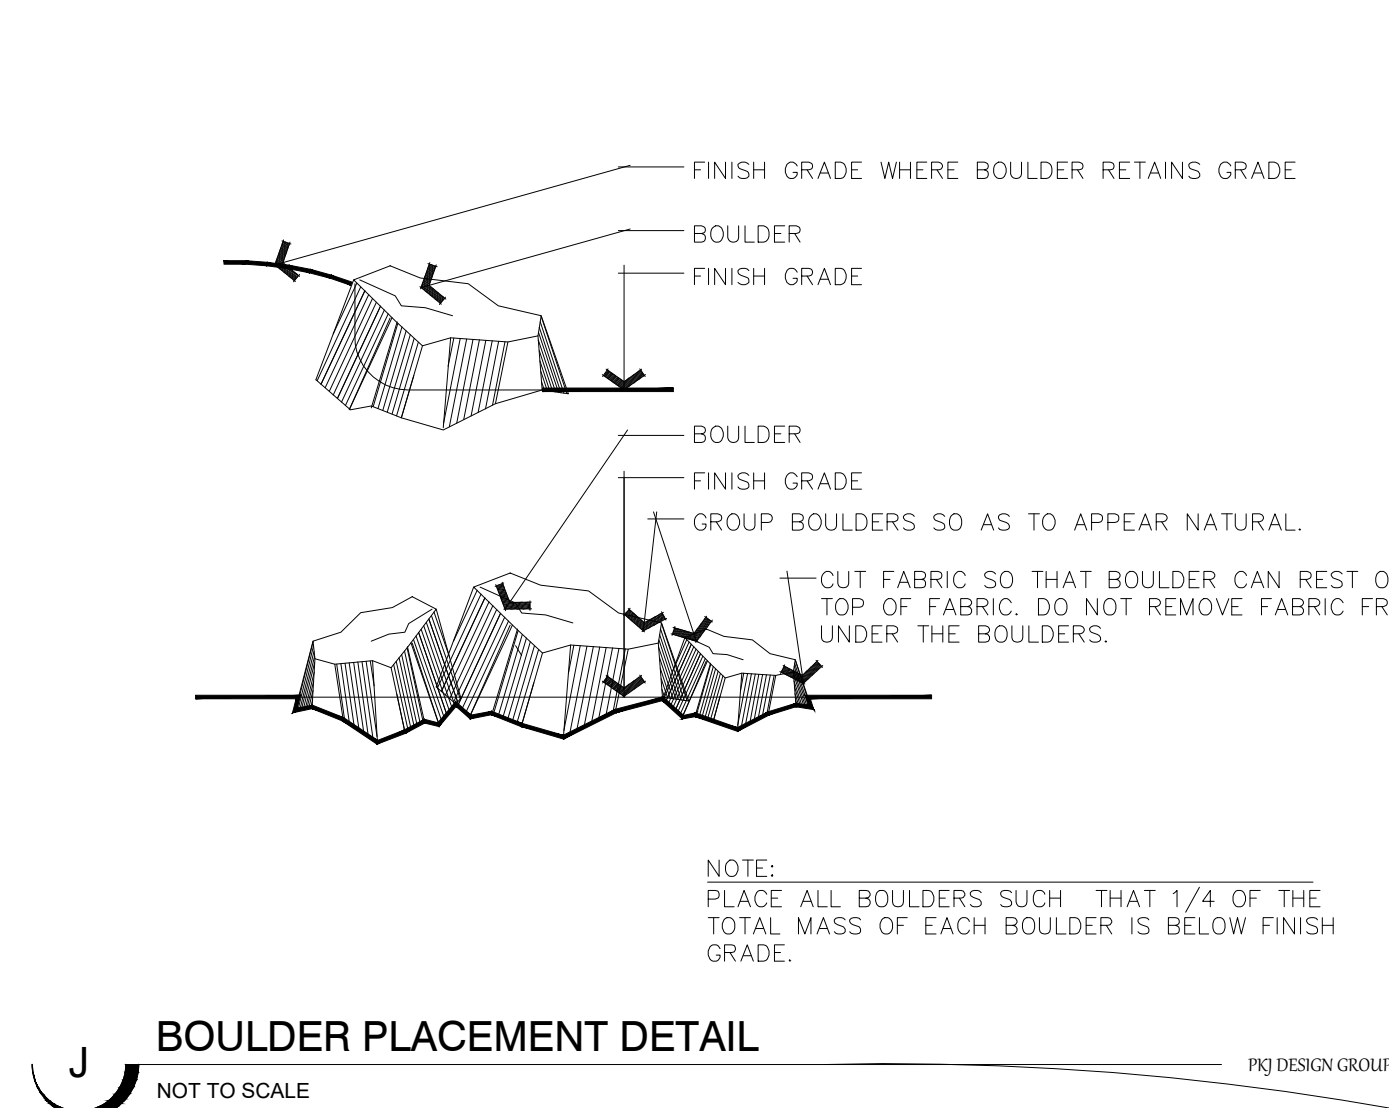 FINISH GRADE WHERE BOULDER RETAINS GRADE
BOULDER
FINISH GRADE
BOULDER
FINISH GRADE
GROUP BOULDERS SO AS TO APPEAR NATURAL.
CUT FABRIC SO THAT BOULDER CAN REST
TOP OF FABRIC. DO NOT REMOVE FABRIC
UNDER THE BOULDERS.
NOTE:
PLACE ALL BOULDERS SUCH THAT 1/4 OF THE
TOTAL MASS OF EACH BOULDER IS BELOW FINISH
GRADE.
J
BOULDER PLACEMENT DETAIL
NOT TO SCALE
PKJ DESIGN GROUP